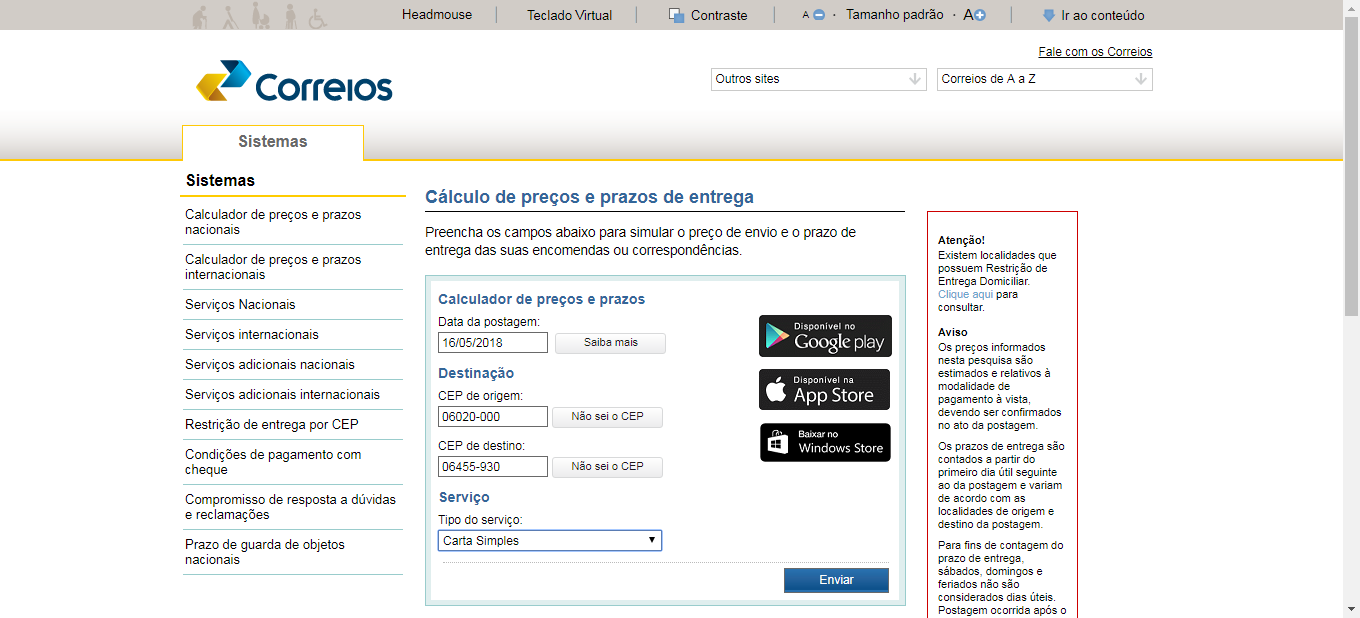 Headmouse
Teclado Virtual
Contraste
A · Tamanho padrão · A
Ir ao conteúdo
Fale com os Correios
Correios
Outros sites
Correios de A a Z
Sistemas
Sistemas
Calculador de preços e prazos
nacionais
Calculador de preços e prazos
internacionais
Serviços Nacionais
Serviços internacionais
Serviços adicionais nacionais
Serviços adicionais internacionais
Restrição de entrega por CEP
Condições de pagamento com
cheque
Compromisso de resposta a dúvidas
e reclamações
Prazo de guarda de objetos
nacionais
Cálculo de preços e prazos de entrega
Preencha os campos abaixo para simular o preço de envio e o prazo de
entrega das suas encomendas ou correspondências.
Calculador de preços e prazos
Data da postagem:
16/05/2018
Saiba mais
Destinação
CEP de origem:
06020-000
Não sei o CEP
CEP de destino:
06455-930
Não sei o CEP
Serviço
Tipo do serviço:
Carta Simples
Enviar
Disponível no
Google play
Disponível na
App Store
Baixar no
Windows Store
Atenção!
Existem localidades que
possuem Restrição de
Entrega Domiciliar.
Clique aqui para
consultar.
Aviso
Os preços informados
nesta pesquisa são
estimados e relativos à
modalidade de
pagamento à vista,
devendo ser confirmados
no ato da postagem.
Os prazos de entrega são
contados a partir do
primeiro dia útil seguinte
ao da postagem e variam
de acordo com as
localidades de origem e
destino da postagem.
Para fins de contagem do
prazo de entrega,
sábados, domingos e
feriados não são
considerados dias úteis.
Postagem ocorrida após o